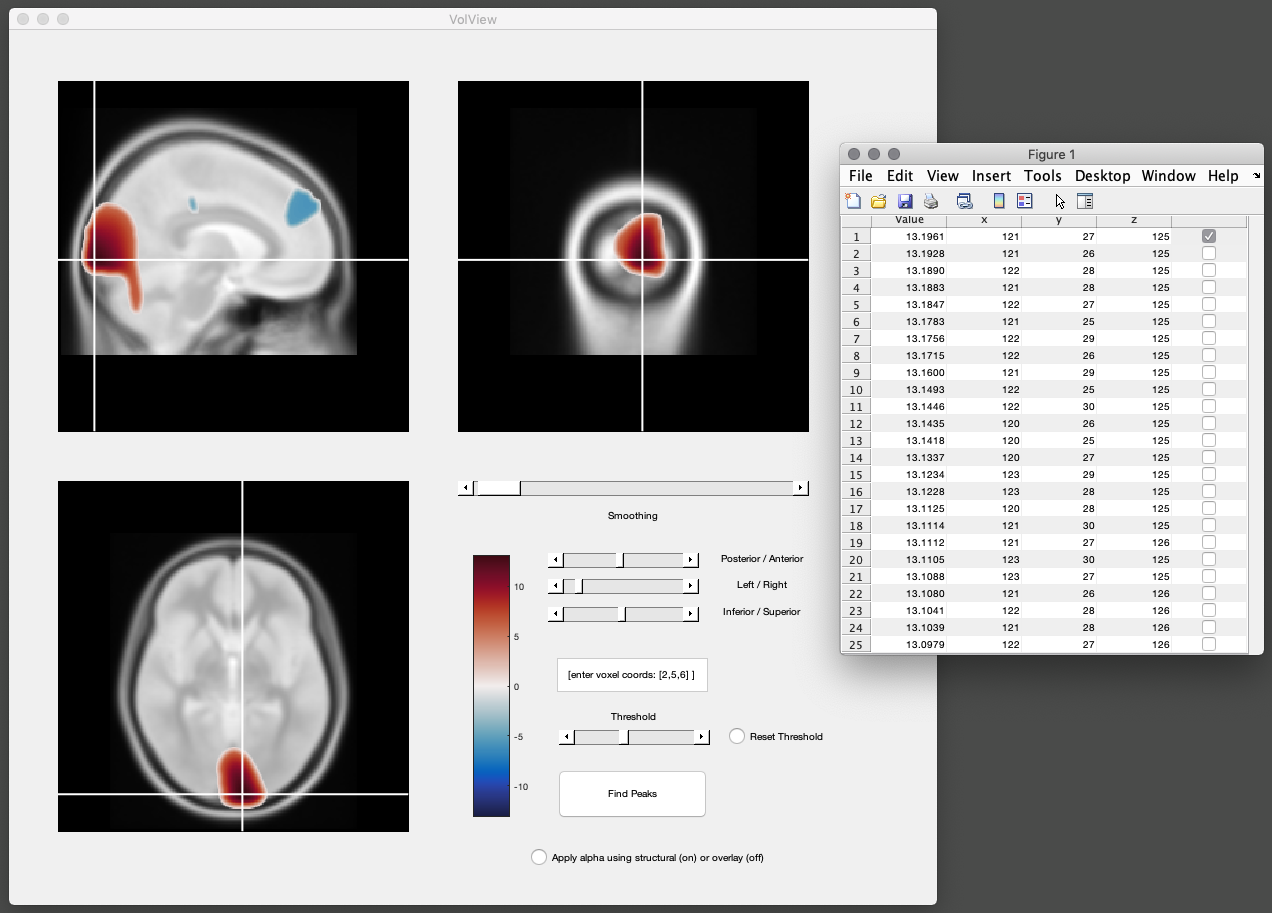 VolView
Smoothing
10
5
0
-5
-10
Posterior / Anterior
Left / Right
Inferior / Superior
[enter voxel coords: [2,5,6] ]
Threshold
Reset Threshold
Find Peaks
Apply alpha using structural (on) or overlay (off)
Figure 1
File Edit View Insert Tools Desktop Window Help
Value x y z
1 13.1961 121 27 125
2 13.1928 121 26 125
3 13.1890 122 28 125
4 13.1883 121 28 125
5 13.1847 122 27 125
6 13.1783 121 25 125
7 13.1756 122 29 125
8 13.1715 122 26 125
9 13.1600 121 29 125
10 13.1493 122 25 125
11 13.1446 122 30 125
12 13.1435 120 26 125
13 13.1418 120 25 125
14 13.1337 120 27 125
15 13.1234 123 29 125
16 13.1228 123 28 125
17 13.1125 120 28 125
18 13.1114 121 30 125
19 13.1112 121 27 126
20 13.1105 123 30 125
21 13.1088 123 27 125
22 13.1080 121 26 126
23 13.1041 122 28 126
24 13.1039 121 28 126
25 13.0979 122 27 126